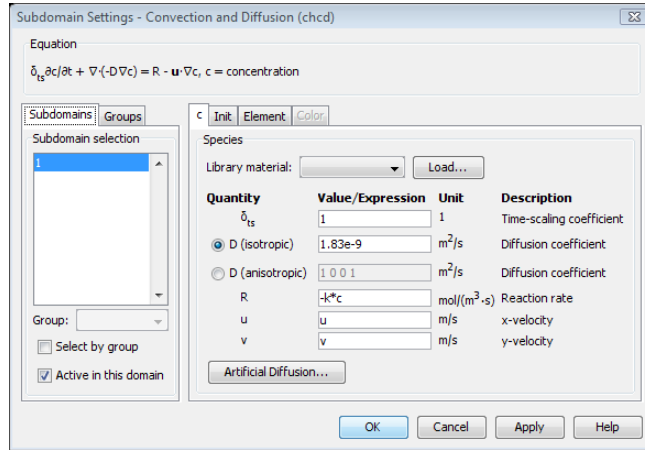 Subdomain Settings - Convection and Diffusion (chcd)
Equation
δts∂c/∂t + ∇·(-D∇c) = R - u·∇c, c = concentration
Subdomains Groups
Subdomain selection
1
Group:
Select by group
Active in this domain
c Init Element Color
Species
Library material: Load...
Quantity Value/Expression Unit Description
δts 1 1 Time-scaling coefficient
D (isotropic) 1.83e-9 m²/s Diffusion coefficient
D (anisotropic) 1 0 0 1 m²/s Diffusion coefficient
R -k*c mol/(m³·s) Reaction rate
u u m/s x-velocity
v v m/s y-velocity
Artificial Diffusion...
OK Cancel Apply Help